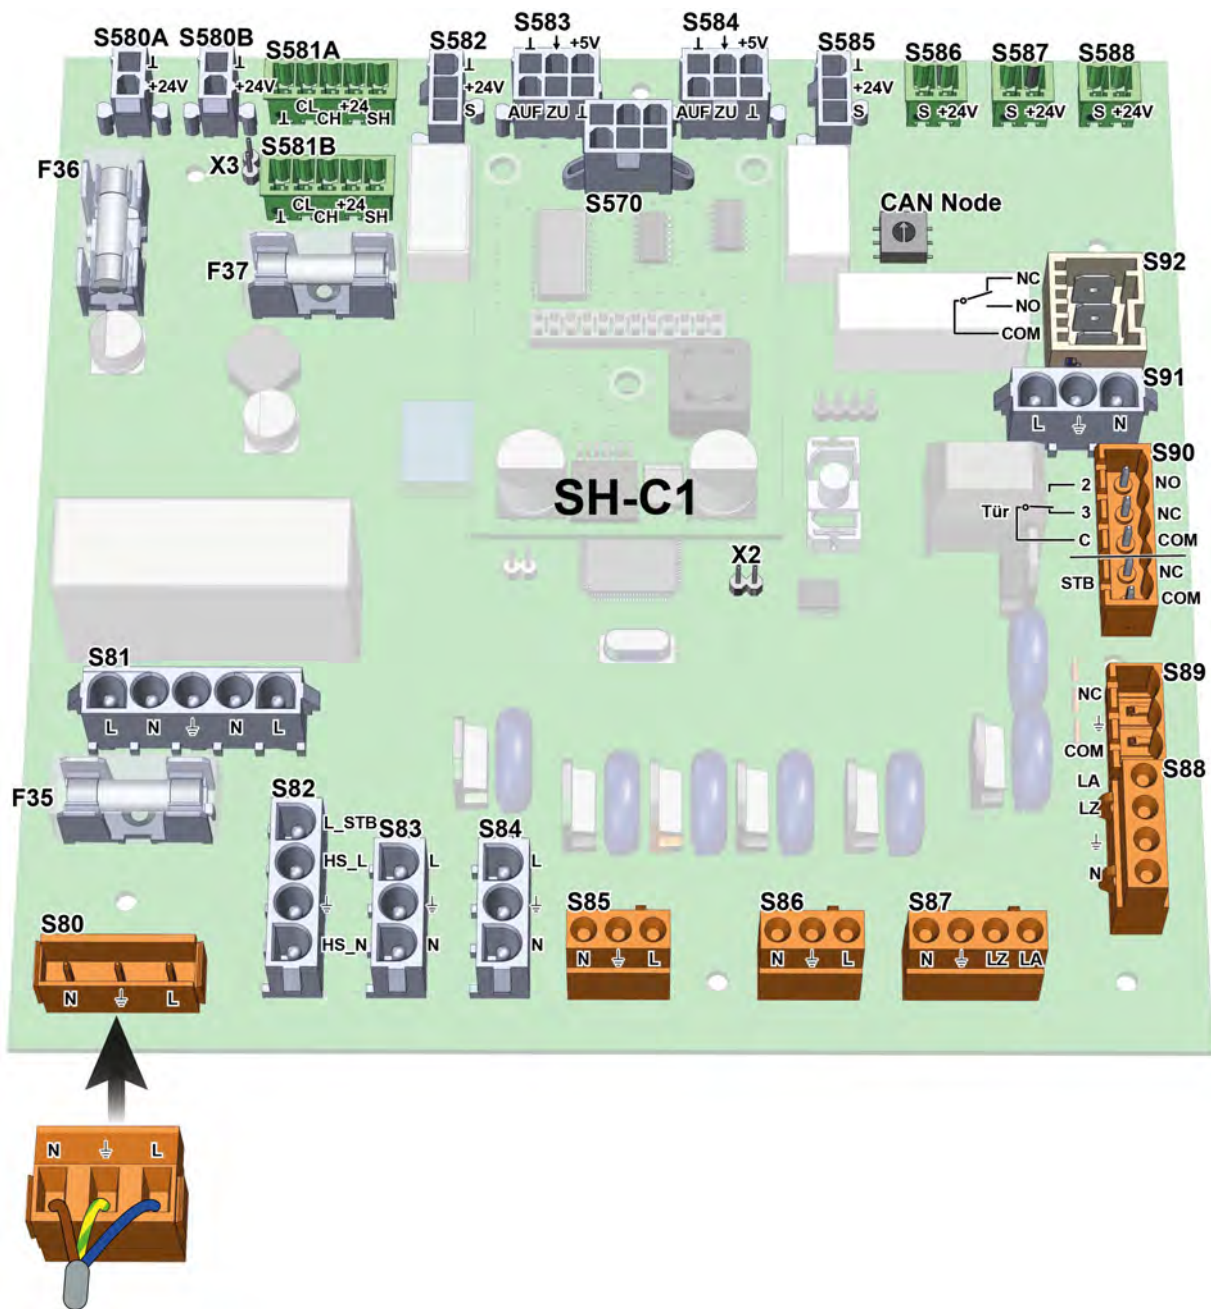 S580A S580B S581A S582 S583 S584 S585 S586 S587 S588
⊥ ⊥ ⊥ ↓ +5V ⊥ ↓ +5V ⊥
+24V +24V +24V +24V
CL +24 S AUF ZU ⊥ AUF ZU ⊥ S S +24V S +24V S +24V
⊥ CH SH
X3 S581B
F36
CL +24
⊥ CH SH
S570 CAN Node
F37 S92
NC
NO
COM
S91
L ⏚ N
S90
2 NO
Tür 3 NC
C COM
SH-C1
X2
STB NC
COM
S81
L N ⏚ N L
S89
NC
⏚
COM
S88
LA
LZ
⏚
N
F35
S82
L_STB
HS_L
⏚
HS_N
S83
L
⏚
N
S84
L
⏚
N
S85
N ⏚ L
S86
N ⏚ L
S87
N ⏚ LZ LA
S80
N ⏚ L
N ⏚ L